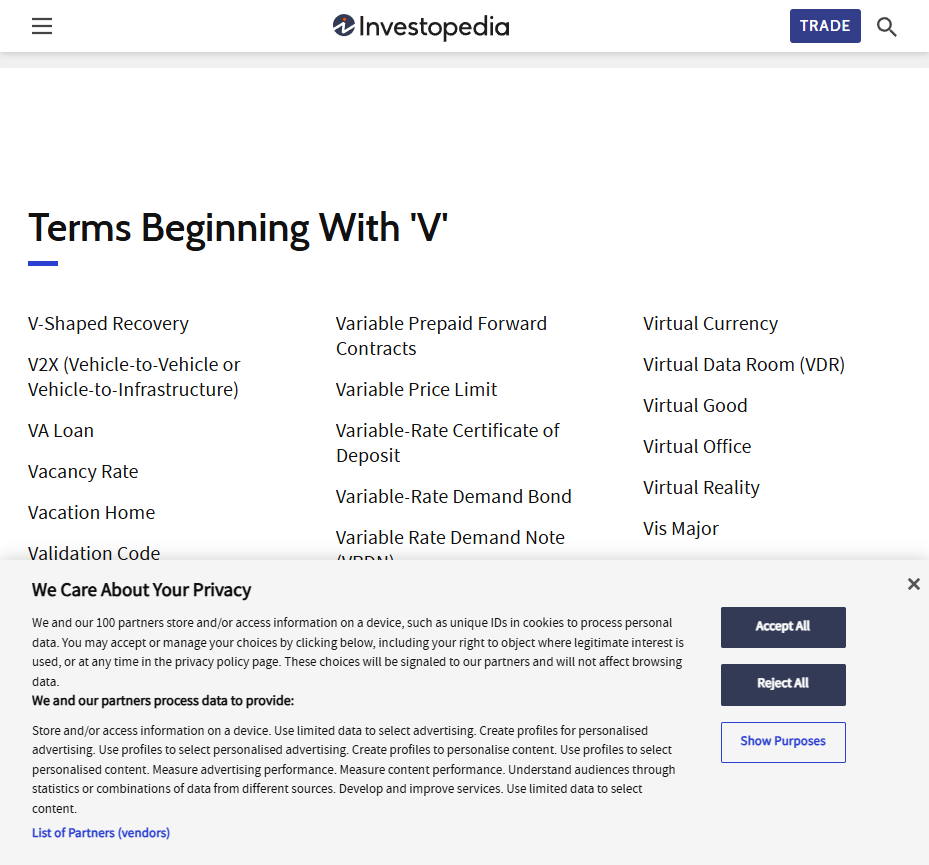 Investopedia
TRADE
Terms Beginning With 'V'
V-Shaped Recovery
V2X (Vehicle-to-Vehicle or
Vehicle-to-Infrastructure)
VA Loan
Vacancy Rate
Vacation Home
Validation Code
Variable Prepaid Forward
Contracts
Variable Price Limit
Variable-Rate Certificate of
Deposit
Variable-Rate Demand Bond
Variable Rate Demand Note
(VRDN)
Virtual Currency
Virtual Data Room (VDR)
Virtual Good
Virtual Office
Virtual Reality
Vis Major
We Care About Your Privacy
We and our 100 partners store and/or access information on a device, such as unique IDs in cookies to process personal
data. You may accept or manage your choices by clicking below, including your right to object where legitimate interest is
used, or at any time in the privacy policy page. These choices will be signaled to our partners and will not affect browsing
data.
We and our partners process data to provide:
Store and/or access information on a device. Use limited data to select advertising. Create profiles for personalised
advertising. Use profiles to select personalised advertising. Create profiles to personalise content. Use profiles to select
personalised content. Measure advertising performance. Measure content performance. Understand audiences through
statistics or combinations of data from different sources. Develop and improve services. Use limited data to select
content.
List of Partners (vendors)
Accept All
Reject All
Show Purposes